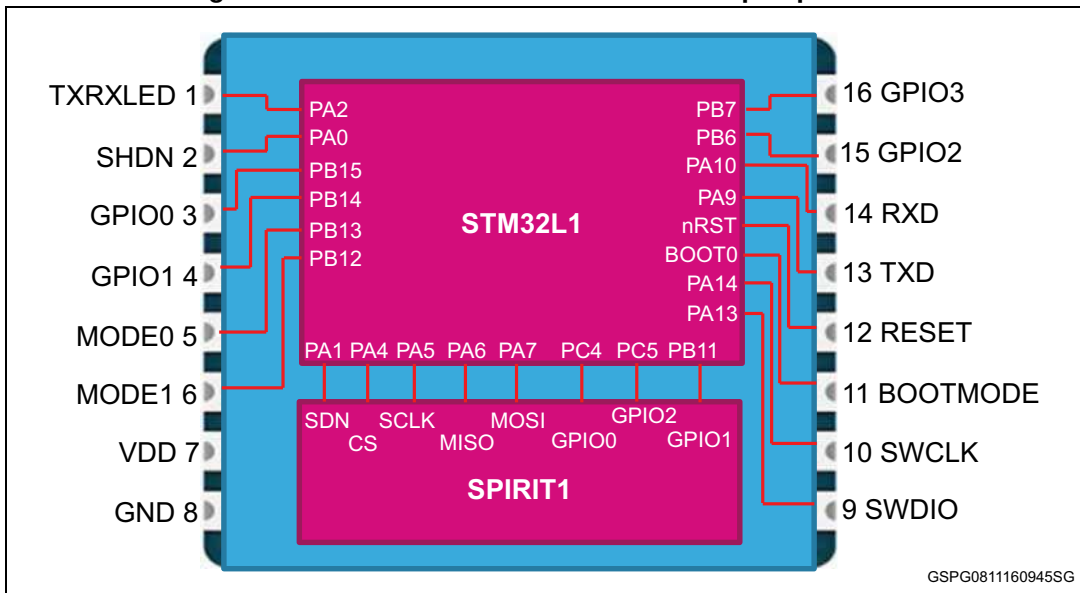 TXRXLED 1
SHDN 2
GPIO0 3
GPIO1 4
MODE0 5
MODE1 6
VDD 7
GND 8
PA2
PA0
PB15
PB14
PB13
PB12
STM32L1
PB7
PB6
PA10
PA9
nRST
BOOT0
PA14
PA13
PA1 PA4 PA5 PA6 PA7 PC4 PC5 PB11
SDN
CS
SCLK
MISO
MOSI
GPIO0
GPIO2
GPIO1
SPIRIT1
16 GPIO3
15 GPIO2
14 RXD
13 TXD
12 RESET
11 BOOTMODE
10 SWCLK
9 SWDIO
GSPG0811160945SG